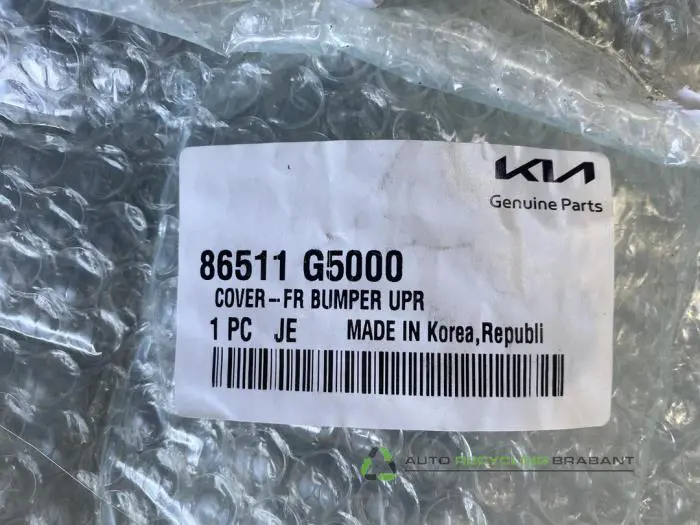 KIA
Genuine Parts
86511 G5000
COVER--FR BUMPER UPR
1 PC JE MADE IN Korea,Republi
AUTO RECYCLING BRABANT